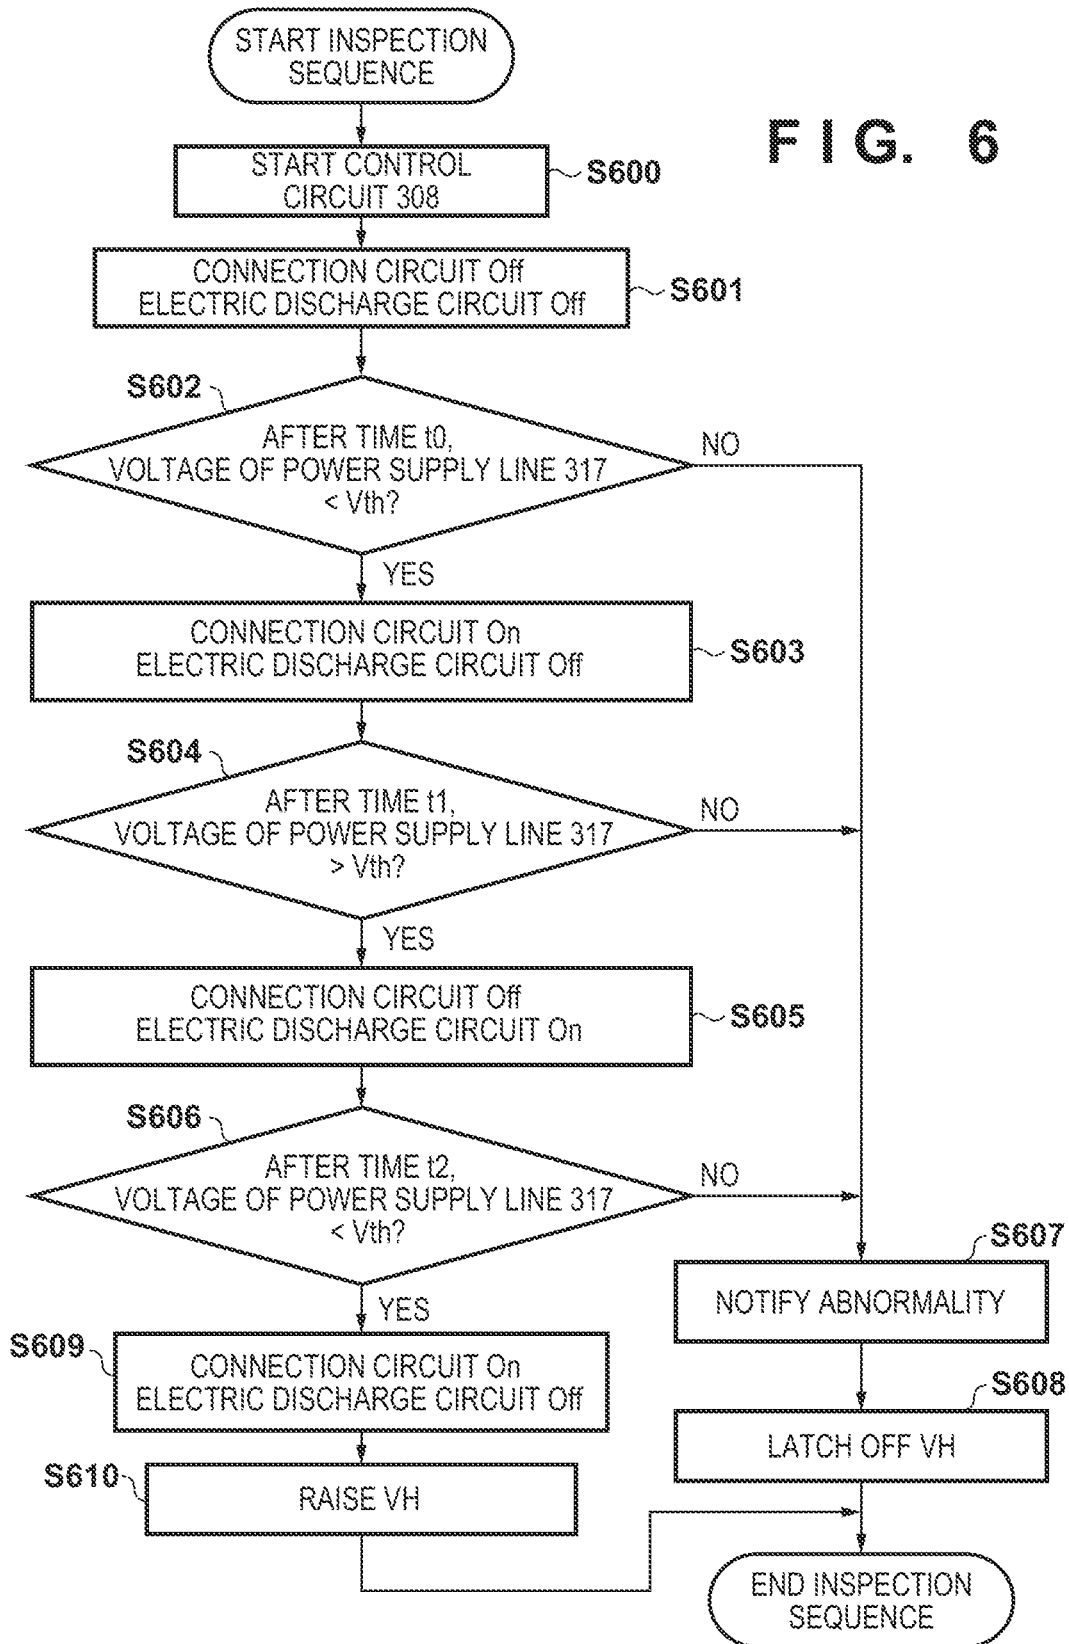 START INSPECTION
SEQUENCE
FIG. 6
START CONTROL
CIRCUIT 308
S600
CONNECTION CIRCUIT Off
ELECTRIC DISCHARGE CIRCUIT Off
S601
S602
AFTER TIME t0,
VOLTAGE OF POWER SUPPLY LINE 317
< Vth?
NO
YES
CONNECTION CIRCUIT On
ELECTRIC DISCHARGE CIRCUIT Off
S603
S604
AFTER TIME t1,
VOLTAGE OF POWER SUPPLY LINE 317
> Vth?
NO
YES
CONNECTION CIRCUIT Off
ELECTRIC DISCHARGE CIRCUIT On
S605
S606
AFTER TIME t2,
VOLTAGE OF POWER SUPPLY LINE 317
< Vth?
NO
YES
S607
NOTIFY ABNORMALITY
S609
CONNECTION CIRCUIT On
ELECTRIC DISCHARGE CIRCUIT Off
S608
LATCH OFF VH
S610
RAISE VH
END INSPECTION
SEQUENCE